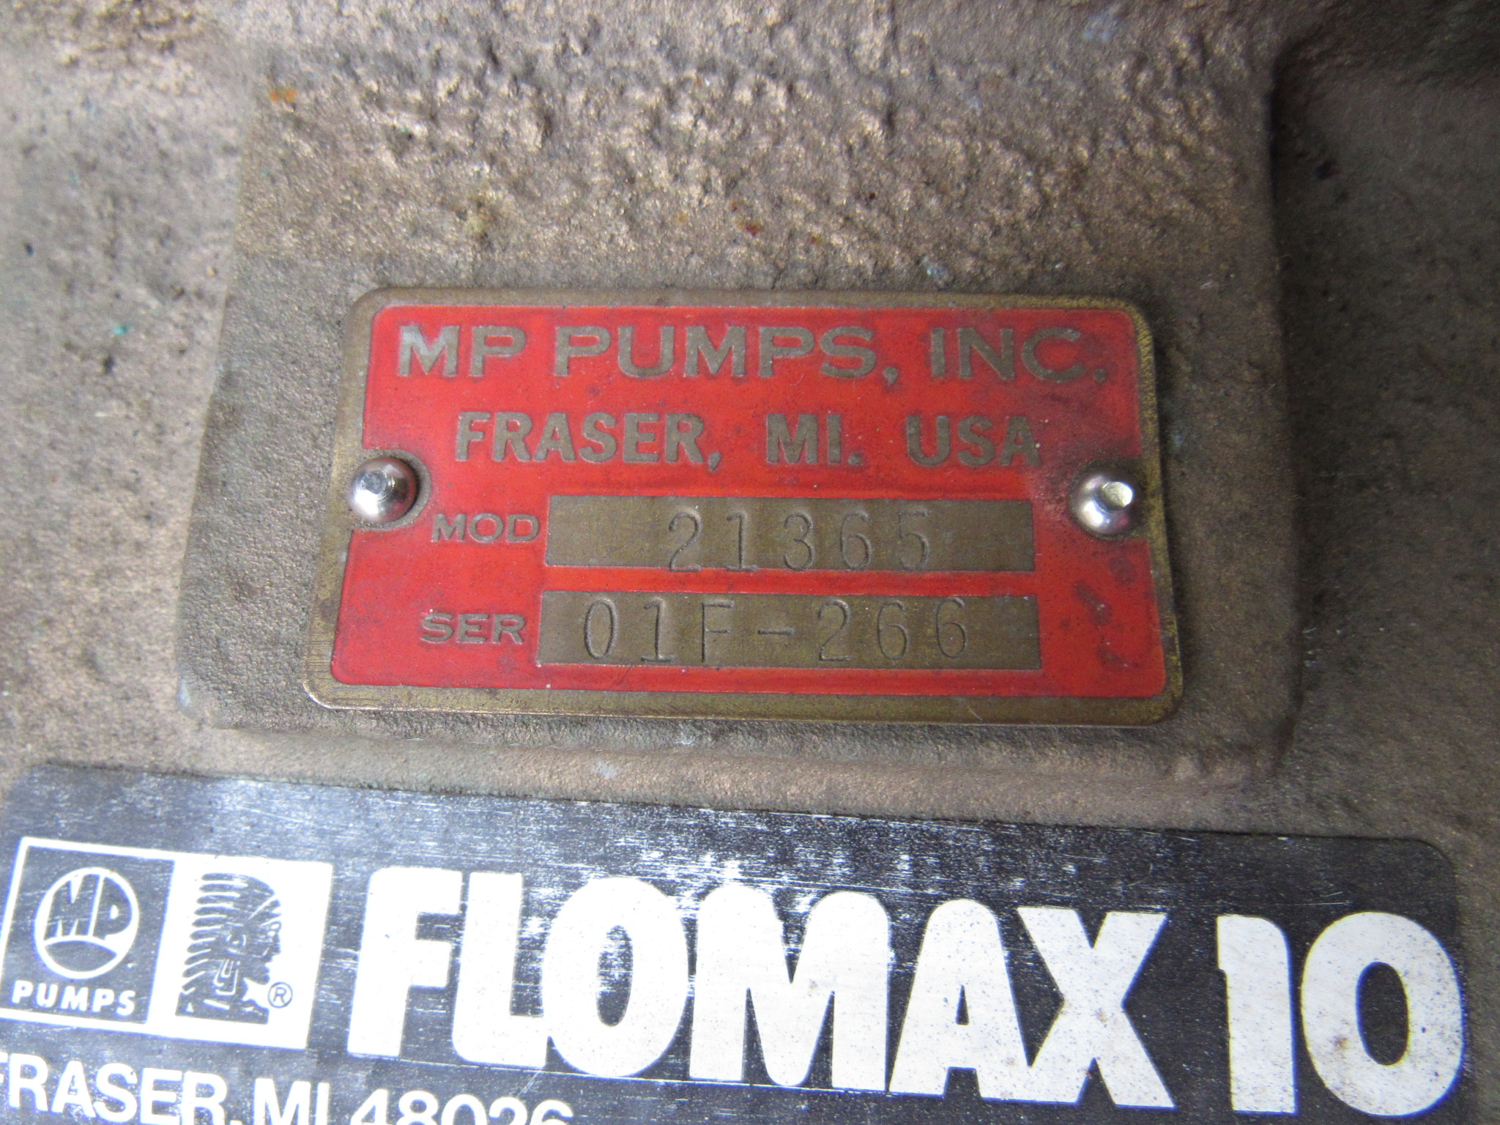 MP PUMPS, INC.
FRASER, MI. USA
MOD 21365
SER 01F-266
MP
PUMPS
®
FLOMAX 10
FRASER, MI 48026